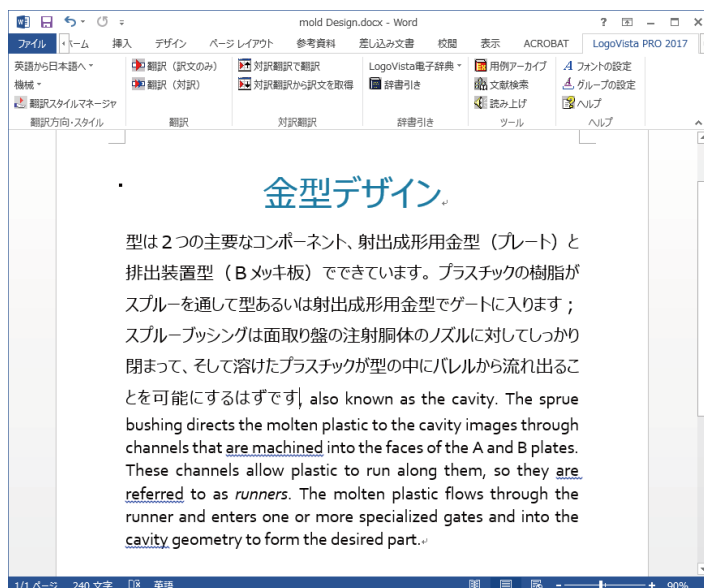 mold Design.docx - Word
ファイル ホーム 挿入 デザイン ページ レイアウト 参考資料 差し込み文書 校閲 表示 ACROBAT LogoVista PRO 2017
英語から日本語へ 翻訳（訳文のみ） 対訳翻訳で翻訳 LogoVista電子辞典 用例アーカイブ フォントの設定
機械 翻訳（対訳） 対訳翻訳から訳文を取得 辞書引き 文献検索 グループの設定
翻訳スタイルマネージャ 読み上げ ヘルプ
翻訳方向・スタイル 翻訳 対訳翻訳 辞書引き ツール ヘルプ
金型デザイン
型は２つの主要なコンポーネント、射出成形用金型（プレート）と
排出装置型（Ｂメッキ板）でできています。プラスチックの樹脂が
スプルーを通して型あるいは射出成形用金型でゲートに入ります；
スプルーブッシングは面取り盤の注射胴体のノズルに対してしっかり
閉まって、そして溶けたプラスチックが型の中にバレルから流れ出るこ
とを可能にするはずです, also known as the cavity. The sprue
bushing directs the molten plastic to the cavity images through
channels that are machined into the faces of the A and B plates.
These channels allow plastic to run along them, so they are
referred to as runners. The molten plastic flows through the
runner and enters one or more specialized gates and into the
cavity geometry to form the desired part.
1/1 ページ 240 文字 英語 90%